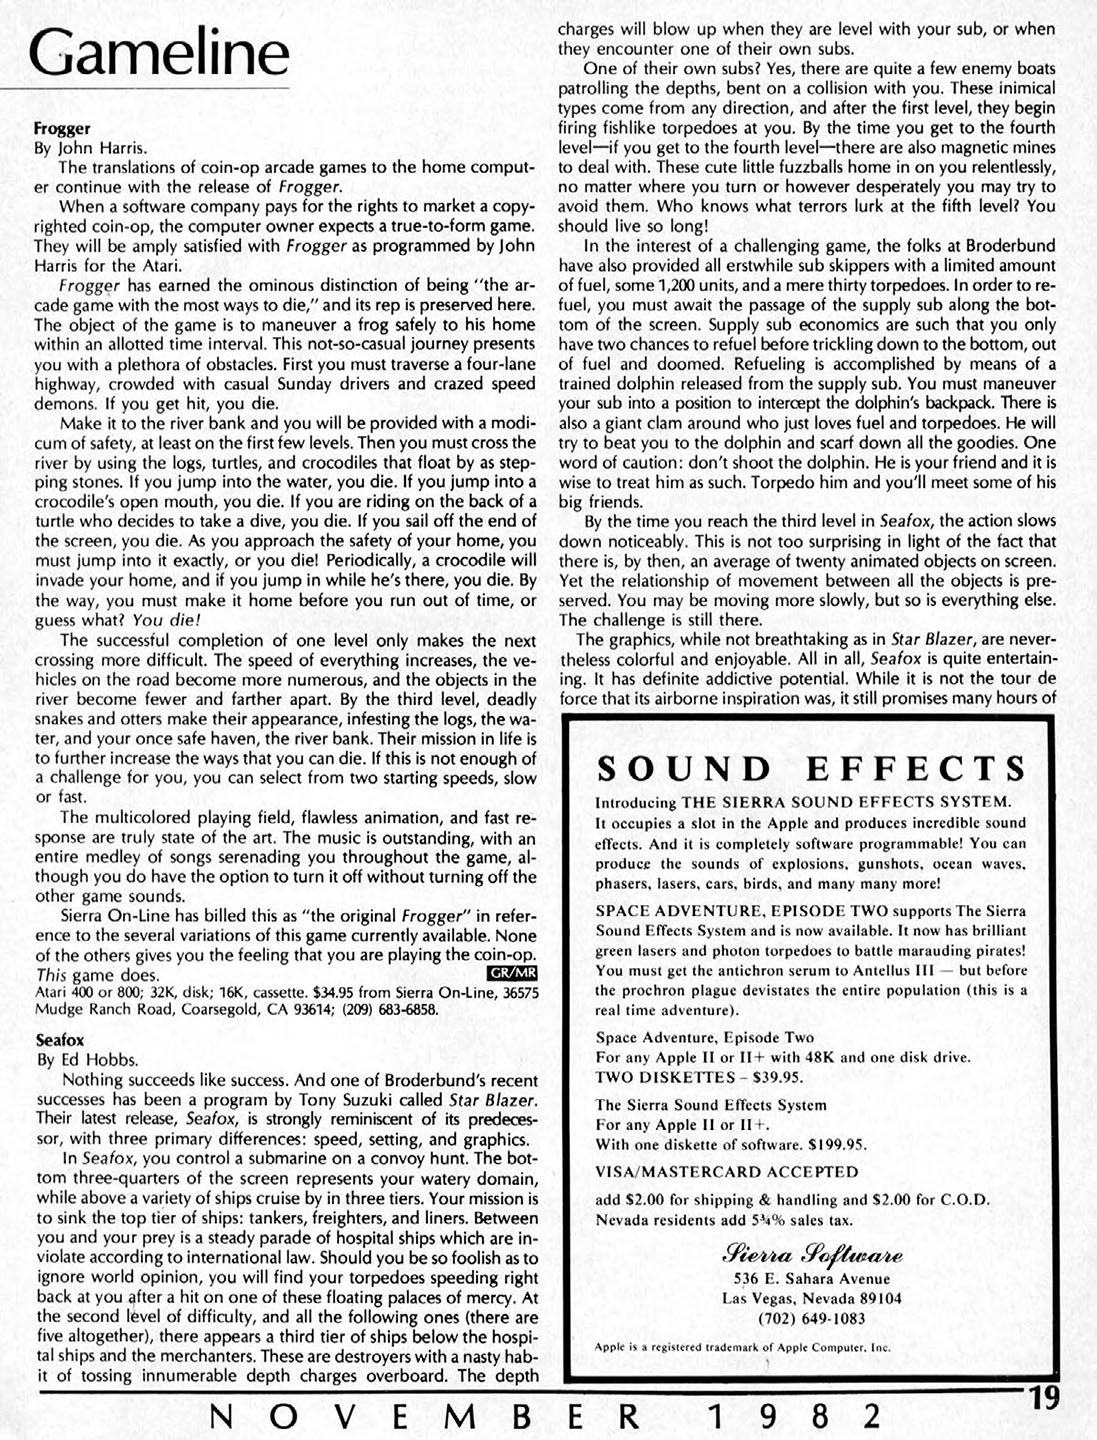 Gameline
Frogger
By John Harris.
The translations of coin-op arcade games to the home comput-
er continue with the release of Frogger.
When a software company pays for the rights to market a copy-
righted coin-op, the computer owner expects a true-to-form game.
They will be amply satisfied with Frogger as programmed by John
Harris for the Atari.
Frogger has earned the ominous distinction of being "the ar-
cade game with the most ways to die," and its rep is preserved here.
The object of the game is to maneuver a frog safely to his home
within an allotted time interval. This not-so-casual journey presents
you with a plethora of obstacles. First you must traverse a four-lane
highway, crowded with casual Sunday drivers and crazed speed
demons. If you get hit, you die.
Make it to the river bank and you will be provided with a modi-
cum of safety, at least on the first few levels. Then you must cross the
river by using the logs, turtles, and crocodiles that float by as step-
ping stones. If you jump into the water, you die. If you jump into a
crocodile's open mouth, you die. If you are riding on the back of a
turtle who decides to take a dive, you die. If you sail off the end of
the screen, you die. As you approach the safety of your home, you
must jump into it exactly, or you die! Periodically, a crocodile will
invade your home, and if you jump in while he's there, you die. By
the way, you must make it home before you run out of time, or
guess what? You die!
The successful completion of one level only makes the next
crossing more difficult. The speed of everything increases, the ve-
hicles on the road become more numerous, and the objects in the
river become fewer and farther apart. By the third level, deadly
snakes and otters make their appearance, infesting the logs, the wa-
ter, and your once safe haven, the river bank. Their mission in life is
to further increase the ways that you can die. If this is not enough of
a challenge for you, you can select from two starting speeds, slow
or fast.
The multicolored playing field, flawless animation, and fast re-
sponse are truly state of the art. The music is outstanding, with an
entire medley of songs serenading you throughout the game, al-
though you do have the option to turn it off without turning off the
other game sounds.
Sierra On-Line has billed this as "the original Frogger" in refer-
ence to the several variations of this game currently available. None
of the others gives you the feeling that you are playing the coin-op.
This game does. GR/MR
Atari 400 or 800; 32K, disk; 16K, cassette. $34.95 from Sierra On-Line, 36575
Mudge Ranch Road, Coarsegold, CA 93614; (209) 683-6858.
Seafox
By Ed Hobbs.
Nothing succeeds like success. And one of Broderbund's recent
successes has been a program by Tony Suzuki called Star Blazer.
Their latest release, Seafox, is strongly reminiscent of its predeces-
sor, with three primary differences: speed, setting, and graphics.
In Seafox, you control a submarine on a convoy hunt. The bot-
tom three-quarters of the screen represents your watery domain,
while above a variety of ships cruise by in three tiers. Your mission is
to sink the top tier of ships: tankers, freighters, and liners. Between
you and your prey is a steady parade of hospital ships which are in-
violate according to international law. Should you be so foolish as to
ignore world opinion, you will find your torpedoes speeding right
back at you after a hit on one of these floating palaces of mercy. At
the second level of difficulty, and all the following ones (there are
five altogether), there appears a third tier of ships below the hospi-
tal ships and the merchanters. These are destroyers with a nasty hab-
it of tossing innumerable depth charges overboard. The depth
charges will blow up when they are level with your sub, or when
they encounter one of their own subs.
One of their own subs? Yes, there are quite a few enemy boats
patrolling the depths, bent on a collision with you. These inimical
types come from any direction, and after the first level, they begin
firing fishlike torpedoes at you. By the time you get to the fourth
level—if you get to the fourth level—there are also magnetic mines
to deal with. These cute little fuzzballs home in on you relentlessly,
no matter where you turn or however desperately you may try to
avoid them. Who knows what terrors lurk at the fifth level? You
should live so long!
In the interest of a challenging game, the folks at Broderbund
have also provided all erstwhile sub skippers with a limited amount
of fuel, some 1,200 units, and a mere thirty torpedoes. In order to re-
fuel, you must await the passage of the supply sub along the bot-
tom of the screen. Supply sub economics are such that you only
have two chances to refuel before trickling down to the bottom, out
of fuel and doomed. Refueling is accomplished by means of a
trained dolphin released from the supply sub. You must maneuver
your sub into a position to intercept the dolphin's backpack. There is
also a giant clam around who just loves fuel and torpedoes. He will
try to beat you to the dolphin and scarf down all the goodies. One
word of caution: don't shoot the dolphin. He is your friend and it is
wise to treat him as such. Torpedo him and you'll meet some of his
big friends.
By the time you reach the third level in Seafox, the action slows
down noticeably. This is not too surprising in light of the fact that
there is, by then, an average of twenty animated objects on screen.
Yet the relationship of movement between all the objects is pre-
served. You may be moving more slowly, but so is everything else.
The challenge is still there.
The graphics, while not breathtaking as in Star Blazer, are never-
theless colorful and enjoyable. All in all, Seafox is quite entertain-
ing. It has definite addictive potential. While it is not the tour de
force that its airborne inspiration was, it still promises many hours of
SOUND EFFECTS
Introducing THE SIERRA SOUND EFFECTS SYSTEM.
It occupies a slot in the Apple and produces incredible sound
effects. And it is completely software programmable! You can
produce the sounds of explosions, gunshots, ocean waves,
phasers, lasers, cars, birds, and many many more!
SPACE ADVENTURE, EPISODE TWO supports The Sierra
Sound Effects System and is now available. It now has brilliant
green lasers and photon torpedoes to battle marauding pirates!
You must get the antichron serum to Antellus III — but before
the prochron plague devistates the entire population (this is a
real time adventure).
Space Adventure, Episode Two
For any Apple II or II+ with 48K and one disk drive.
TWO DISKETTES – $39.95.
The Sierra Sound Effects System
For any Apple II or II+.
With one diskette of software. $199.95.
VISA/MASTERCARD ACCEPTED
add $2.00 for shipping & handling and $2.00 for C.O.D.
Nevada residents add 5¾% sales tax.
Sierra Software
536 E. Sahara Avenue
Las Vegas, Nevada 89104
(702) 649-1083
Apple is a registered trademark of Apple Computer, Inc.
19
NOVEMBER 1982